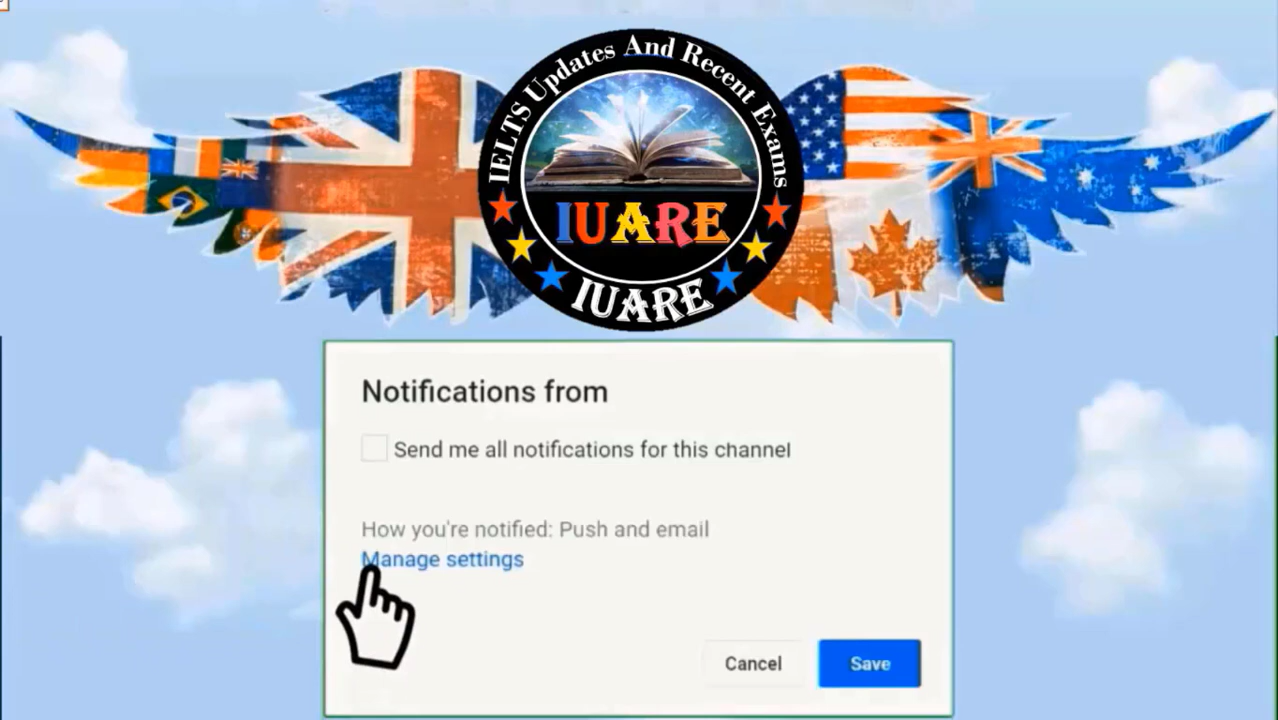 IELTS Updates And Recent Exams
IUARE
IUARE
Notifications from
Send me all notifications for this channel
How you're notified: Push and email
Manage settings
Cancel
Save